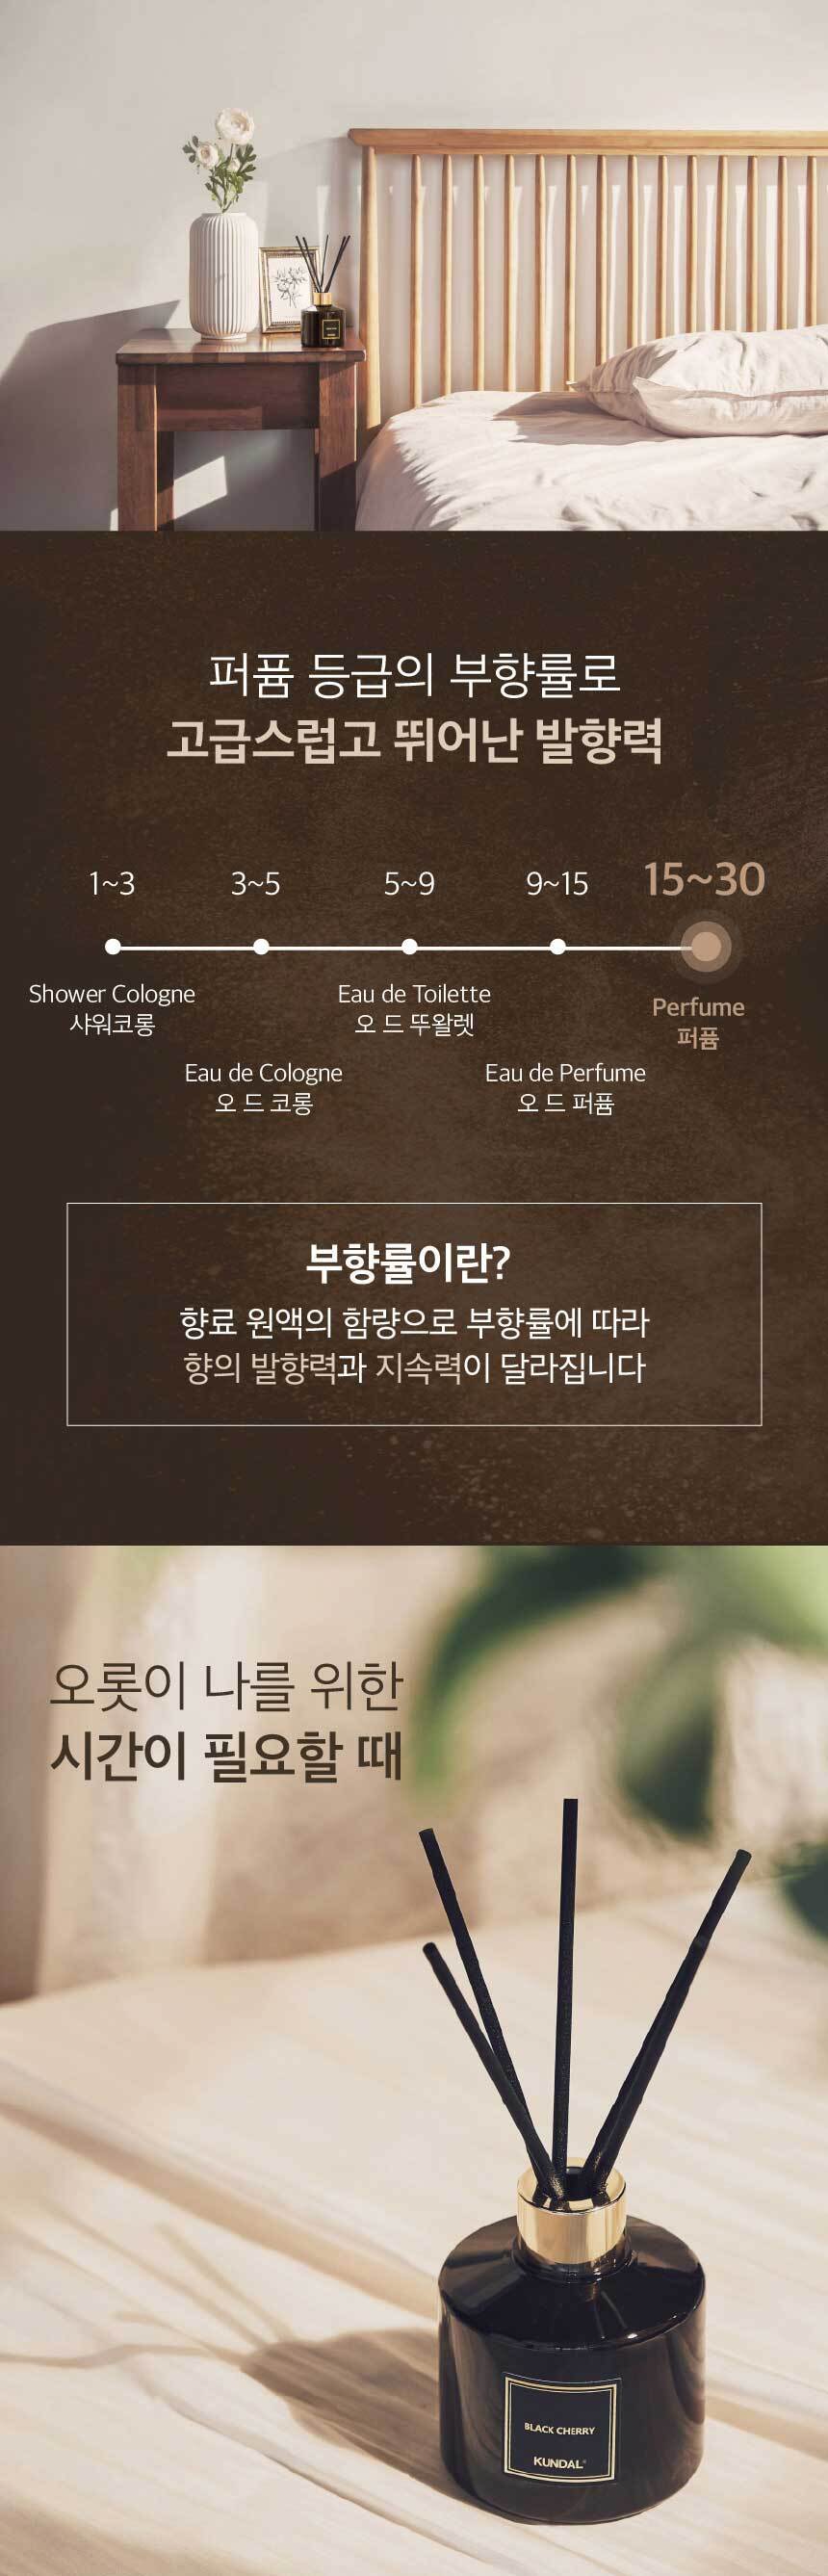 퍼퓸 등급의 부향률로
고급스럽고 뛰어난 발향력
1~3
3~5
5~9
9~15
15~30
Shower Cologne
샤워코롱
Eau de Cologne
오 드 코롱
Eau de Toilette
오 드 뚜왈렛
Eau de Perfume
오 드 퍼퓸
Perfume
퍼퓸
부향률이란?
향료 원액의 함량으로 부향률에 따라
향의 발향력과 지속력이 달라집니다
오롯이 나를 위한
시간이 필요할 때
BLACK CHERRY
KUNDAL